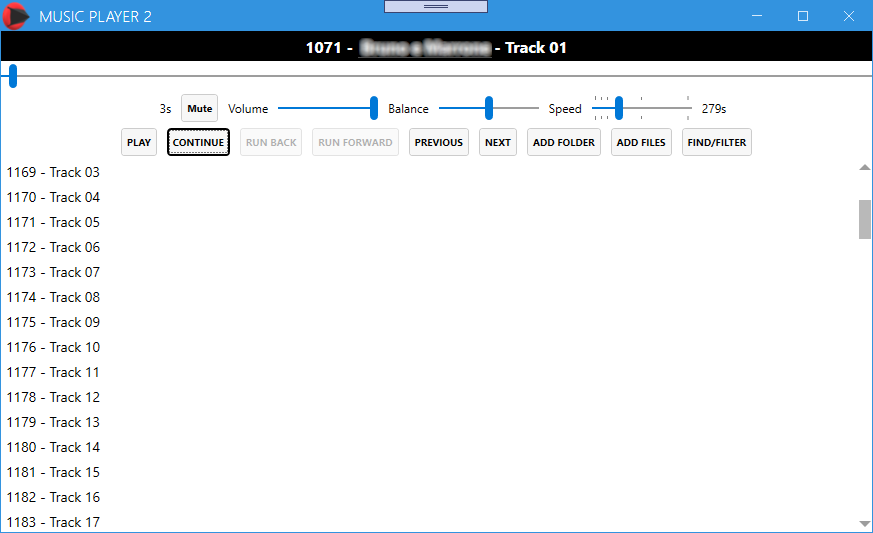 MUSIC PLAYER 2
1071 - - Track 01
3s Mute Volume Balance Speed 279s
PLAY CONTINUE RUN BACK RUN FORWARD PREVIOUS NEXT ADD FOLDER ADD FILES FIND/FILTER
1169 - Track 03
1170 - Track 04
1171 - Track 05
1172 - Track 06
1173 - Track 07
1174 - Track 08
1175 - Track 09
1176 - Track 10
1177 - Track 11
1178 - Track 12
1179 - Track 13
1180 - Track 14
1181 - Track 15
1182 - Track 16
1183 - Track 17